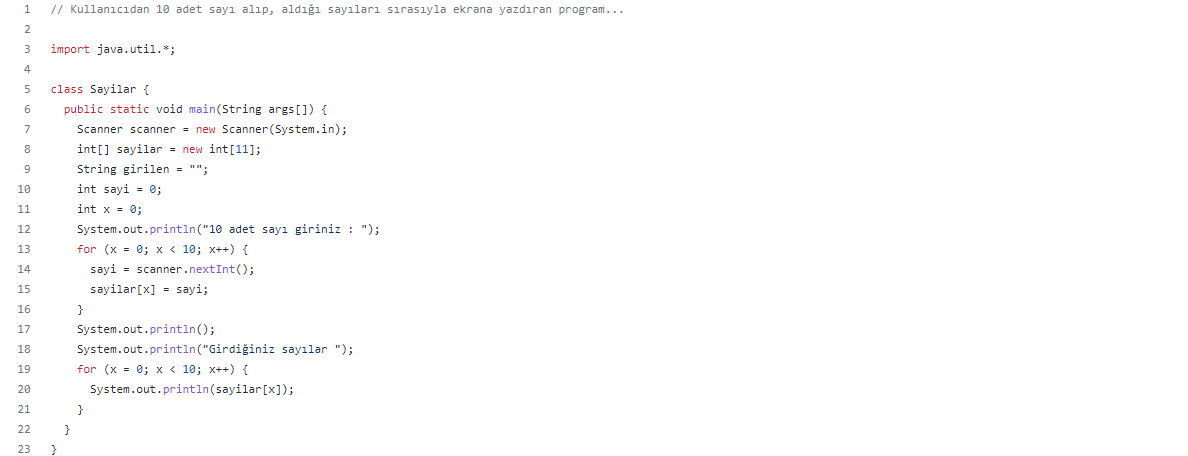 1 // Kullanıcıdan 10 adet sayı alıp, aldığı sayıları sırasıyla ekrana yazdıran program...
2
3 import java.util.*;
4
5 class Sayilar {
6   public static void main(String args[]) {
7     Scanner scanner = new Scanner(System.in);
8     int[] sayilar = new int[11];
9     String girilen = "";
10     int sayi = 0;
11     int x = 0;
12     System.out.println("10 adet sayı giriniz : ");
13     for (x = 0; x < 10; x++) {
14       sayi = scanner.nextInt();
15       sayilar[x] = sayi;
16     }
17     System.out.println();
18     System.out.println("Girdiğiniz sayılar ");
19     for (x = 0; x < 10; x++) {
20       System.out.println(sayilar[x]);
21     }
22   }
23 }